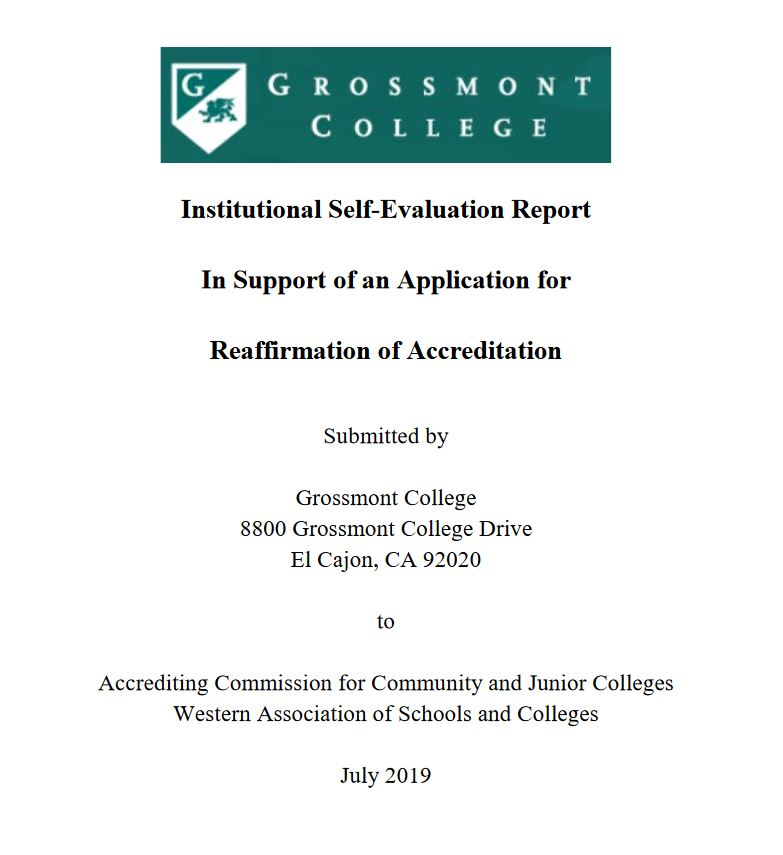 G
GROSSMONT
COLLEGE
Institutional Self-Evaluation Report
In Support of an Application for
Reaffirmation of Accreditation
Submitted by
Grossmont College
8800 Grossmont College Drive
El Cajon, CA 92020
to
Accrediting Commission for Community and Junior Colleges
Western Association of Schools and Colleges
July 2019